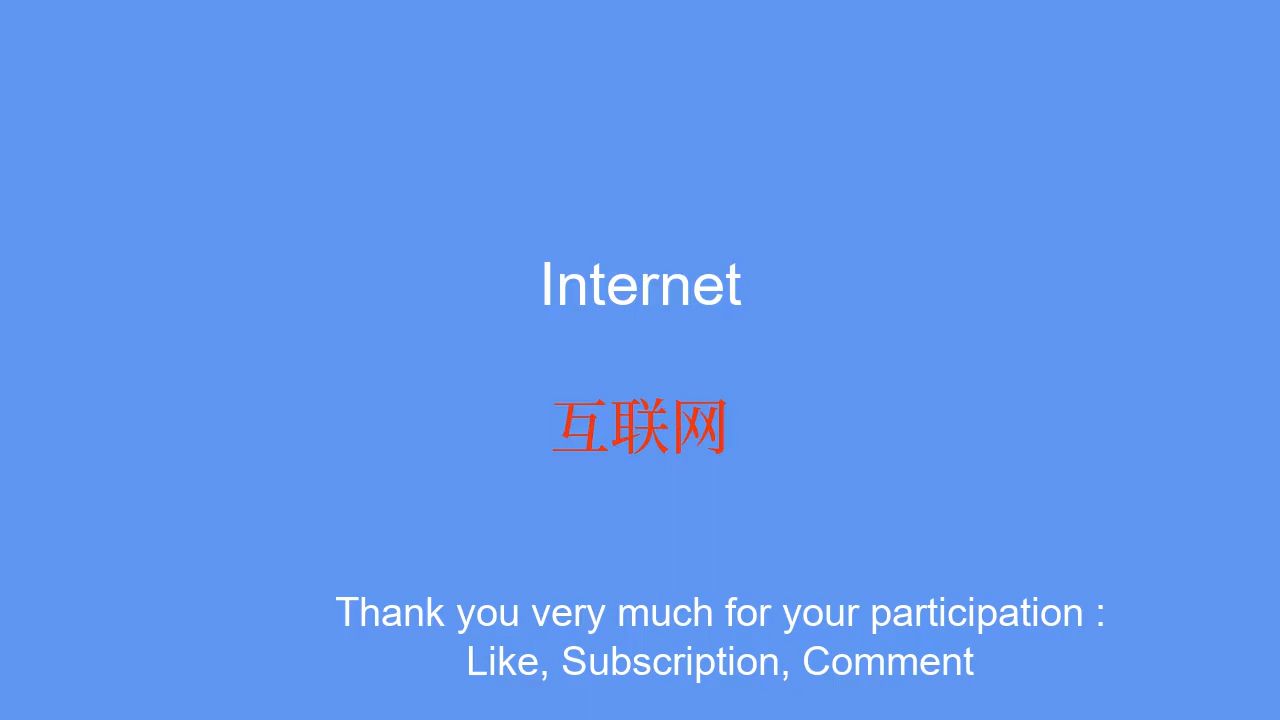 Internet
互联网
Thank you very much for your participation :
Like, Subscription, Comment